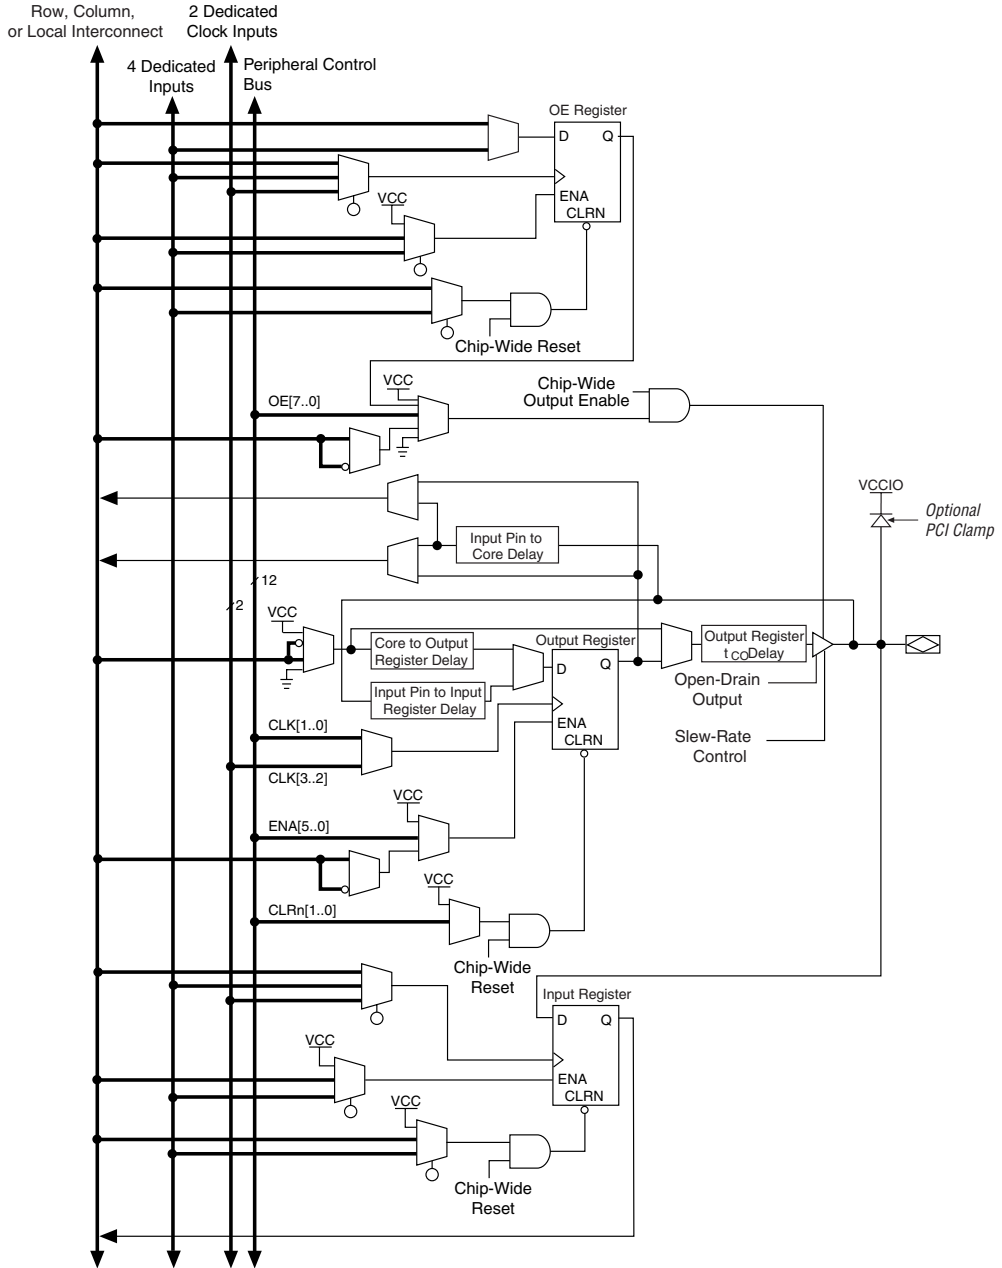 Row, Column,
or Local Interconnect
2 Dedicated
Clock Inputs
4 Dedicated
Inputs
Peripheral Control
Bus
OE Register
D Q
ENA
CLRN
VCC
Chip-Wide Reset
VCC
OE[7..0]
Chip-Wide
Output Enable
VCCIO
Optional
PCI Clamp
Input Pin to
Core Delay
12
2
VCC
Core to Output
Register Delay
Input Pin to Input
Register Delay
Output Register
D Q
ENA
CLRN
Output Register
tCO Delay
Open-Drain
Output
Slew-Rate
Control
CLK[1..0]
CLK[3..2]
VCC
ENA[5..0]
VCC
CLRn[1..0]
Chip-Wide
Reset
Input Register
D Q
ENA
CLRN
VCC
VCC
Chip-Wide
Reset